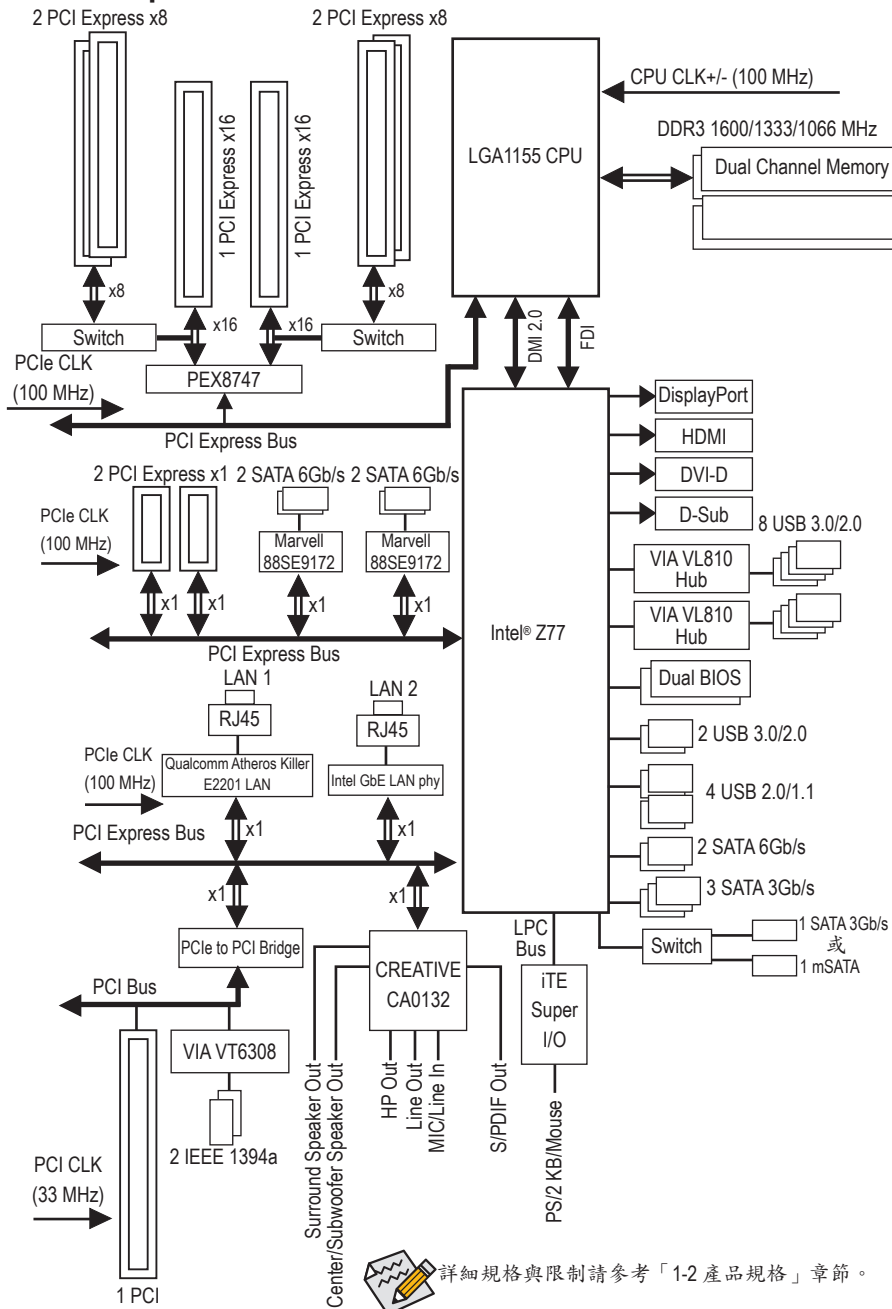 2 PCI Express x8
2 PCI Express x8
1 PCI Express x16
1 PCI Express x16
LGA1155 CPU
CPU CLK+/- (100 MHz)
DDR3 1600/1333/1066 MHz
Dual Channel Memory
x8
x16
x16
x8
Switch
Switch
PEX8747
PCIe CLK
(100 MHz)
PCI Express Bus
DMI 2.0
FDI
DisplayPort
HDMI
DVI-D
D-Sub
8 USB 3.0/2.0
VIA VL810
Hub
VIA VL810
Hub
Intel® Z77
Dual BIOS
2 USB 3.0/2.0
4 USB 2.0/1.1
2 SATA 6Gb/s
3 SATA 3Gb/s
Switch
1 SATA 3Gb/s
或
1 mSATA
2 PCI Express x1
2 SATA 6Gb/s
2 SATA 6Gb/s
PCIe CLK
(100 MHz)
Marvell
88SE9172
Marvell
88SE9172
x1
x1
x1
x1
PCI Express Bus
LAN 1
RJ45
LAN 2
RJ45
PCIe CLK
(100 MHz)
Qualcomm Atheros Killer
E2201 LAN
Intel GbE LAN phy
x1
x1
PCI Express Bus
x1
x1
PCIe to PCI Bridge
CREATIVE
CA0132
LPC
Bus
iTE
Super
I/O
PCI Bus
VIA VT6308
2 IEEE 1394a
PCI CLK
(33 MHz)
1 PCI
Surround Speaker Out
Center/Subwoofer Speaker Out
HP Out
Line Out
MIC/Line In
S/PDIF Out
PS/2 KB/Mouse
詳細規格與限制請參考「1-2 產品規格」章節。